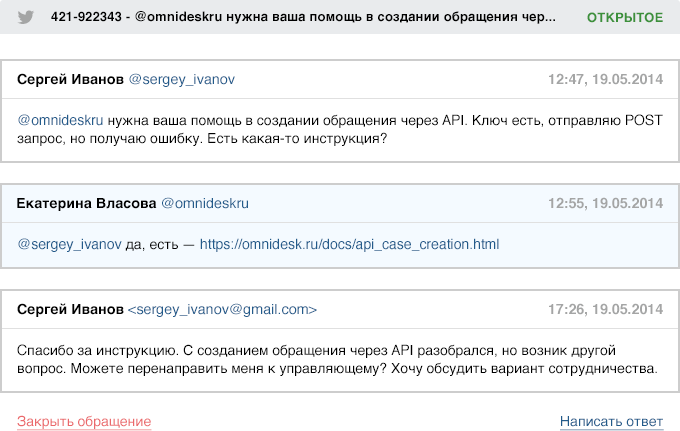 421-922343 - @omnideskru нужна ваша помощь в создании обращения чер...
ОТКРЫТОЕ
Сергей Иванов @sergey_ivanov
12:47, 19.05.2014
@omnideskru нужна ваша помощь в создании обращения через API. Ключ есть, отправляю POST
запрос, но получаю ошибку. Есть какая-то инструкция?
Екатерина Власова @omnideskru
12:55, 19.05.2014
@sergey_ivanov да, есть — https://omnidesk.ru/docs/api_case_creation.html
Сергей Иванов <sergey_ivanov@gmail.com>
17:26, 19.05.2014
Спасибо за инструкцию. С созданием обращения через API разобрался, но возник другой
вопрос. Можете перенаправить меня к управляющему? Хочу обсудить вариант сотрудничества.
Закрыть обращение
Написать ответ